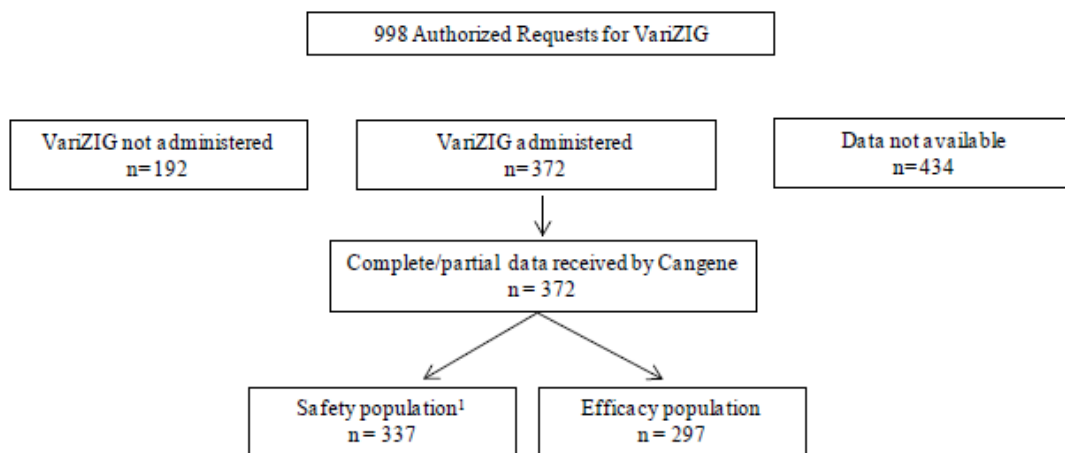 998 Authorized Requests for VariZIG
VariZIG not administered
n=192
VariZIG administered
n=372
Data not available
n=434
Complete/partial data received by Cangene
n = 372
Safety population¹
n = 337
Efficacy population
n = 297